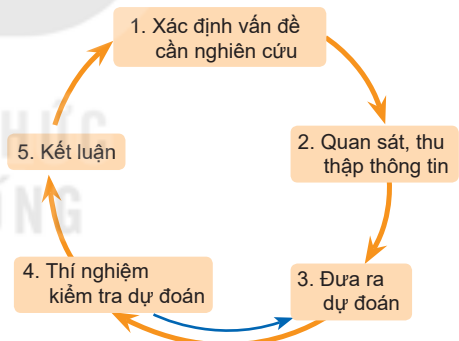 1. Xác định vấn đề
cần nghiên cứu
2. Quan sát, thu
thập thông tin
3. Đưa ra
dự đoán
4. Thí nghiệm
kiểm tra dự đoán
5. Kết luận